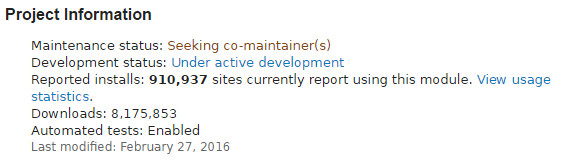 Project Information
Maintenance status: Seeking co-maintainer(s)
Development status: Under active development
Reported installs: 910,937 sites currently report using this module. View usage
statistics.
Downloads: 8,175,853
Automated tests: Enabled
Last modified: February 27, 2016